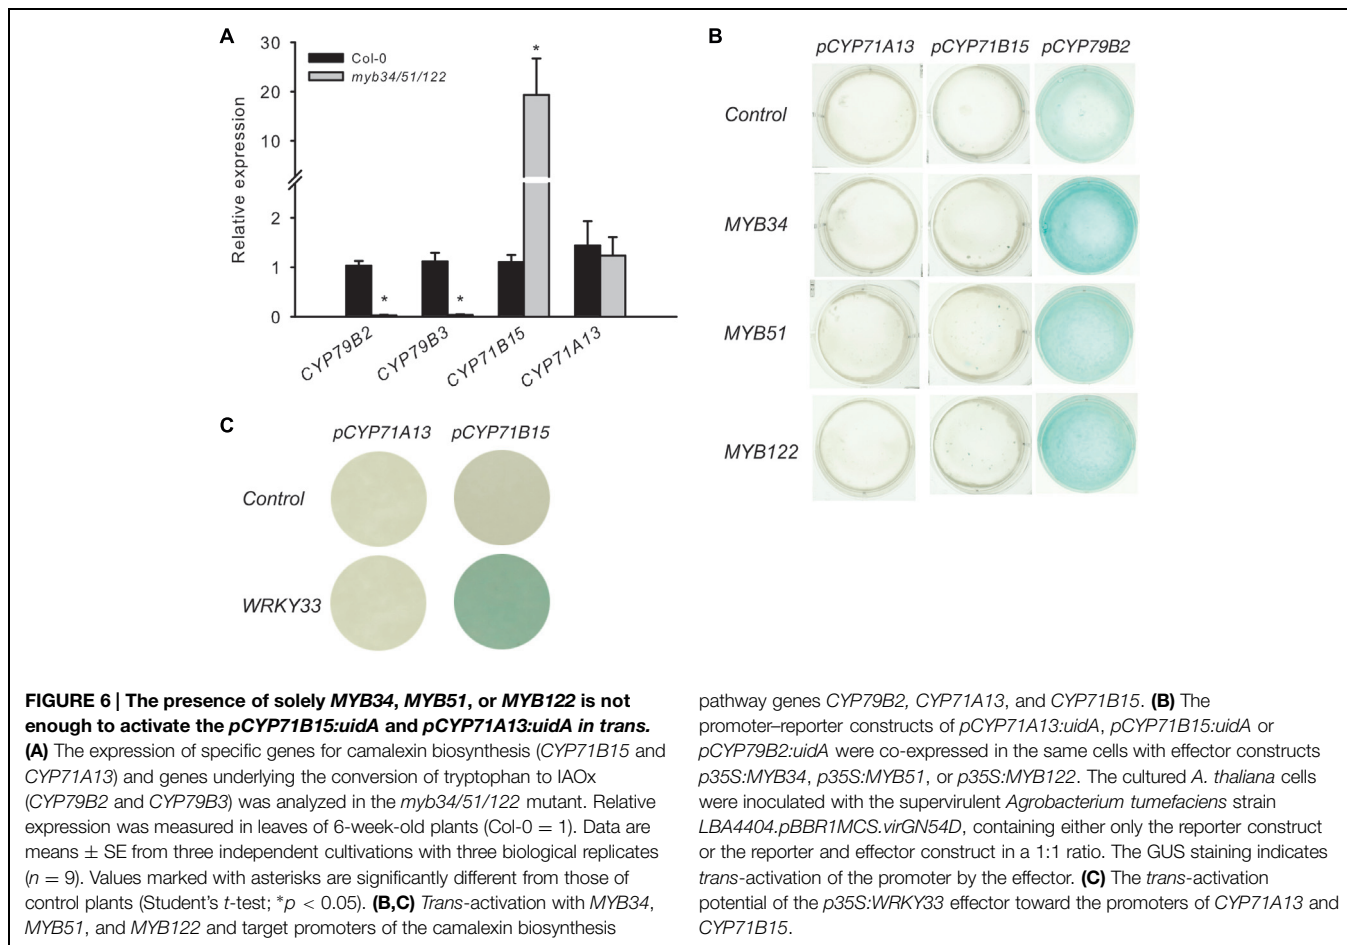 A
30
20
10
2
1
0
Relative expression
Col-0
myb34/51/122
*
*
*
CYP79B2
CYP79B3
CYP71B15
CYP71A13
B
pCYP71A13 pCYP71B15 pCYP79B2
Control
MYB34
MYB51
MYB122
C
pCYP71A13 pCYP71B15
Control
WRKY33
FIGURE 6 | The presence of solely MYB34, MYB51, or MYB122 is not
enough to activate the pCYP71B15:uidA and pCYP71A13:uidA in trans.
(A) The expression of specific genes for camalexin biosynthesis (CYP71B15 and
CYP71A13) and genes underlying the conversion of tryptophan to IAOx
(CYP79B2 and CYP79B3) was analyzed in the myb34/51/122 mutant. Relative
expression was measured in leaves of 6-week-old plants (Col-0 = 1). Data are
means ± SE from three independent cultivations with three biological replicates
(n = 9). Values marked with asterisks are significantly different from those of
control plants (Student's t-test; *p < 0.05). (B,C) Trans-activation with MYB34,
MYB51, and MYB122 and target promoters of the camalexin biosynthesis
pathway genes CYP79B2, CYP71A13, and CYP71B15. (B) The
promoter–reporter constructs of pCYP71A13:uidA, pCYP71B15:uidA or
pCYP79B2:uidA were co-expressed in the same cells with effector constructs
p35S:MYB34, p35S:MYB51, or p35S:MYB122. The cultured A. thaliana cells
were inoculated with the supervirulent Agrobacterium tumefaciens strain
LBA4404.pBBR1MCS.virGN54D, containing either only the reporter construct
or the reporter and effector construct in a 1:1 ratio. The GUS staining indicates
trans-activation of the promoter by the effector. (C) The trans-activation
potential of the p35S:WRKY33 effector toward the promoters of CYP71A13 and
CYP71B15.